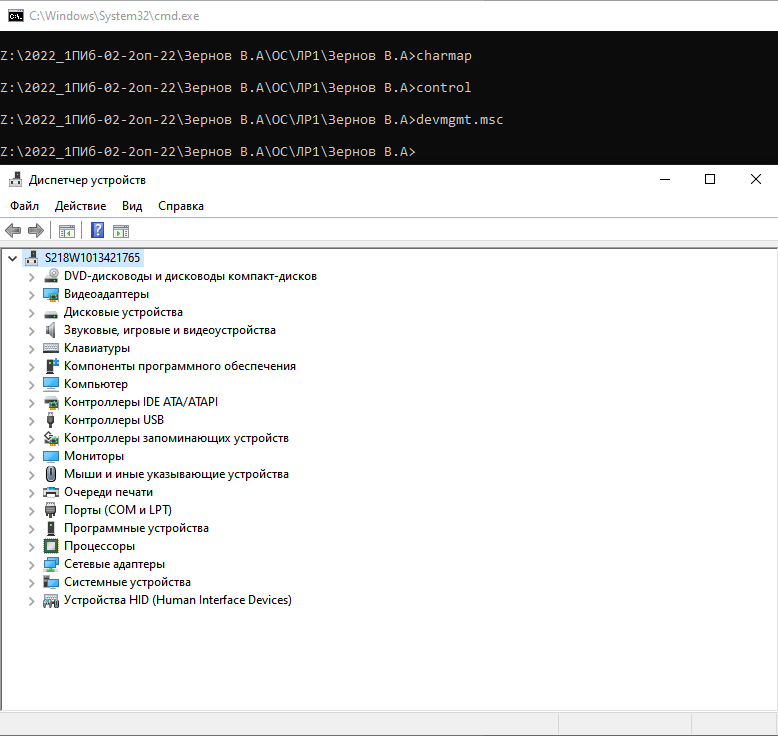 C:\Windows\System32\cmd.exe
Z:\2022_1ПИб-02-2оп-22\Зернов В.А\ОС\ЛР1\Зернов В.А>charmap
Z:\2022_1ПИб-02-2оп-22\Зернов В.А\ОС\ЛР1\Зернов В.А>control
Z:\2022_1ПИб-02-2оп-22\Зернов В.А\ОС\ЛР1\Зернов В.А>devmgmt.msc
Z:\2022_1ПИб-02-2оп-22\Зернов В.А\ОС\ЛР1\Зернов В.А>
Диспетчер устройств
Файл Действие Вид Справка
S218W1013421765
DVD-дисководы и дисководы компакт-дисков
Видеоадаптеры
Дисковые устройства
Звуковые, игровые и видеоустройства
Клавиатуры
Компоненты программного обеспечения
Компьютер
Контроллеры IDE ATA/ATAPI
Контроллеры USB
Контроллеры запоминающих устройств
Мониторы
Мыши и иные указывающие устройства
Очереди печати
Порты (COM и LPT)
Программные устройства
Процессоры
Сетевые адаптеры
Системные устройства
Устройства HID (Human Interface Devices)